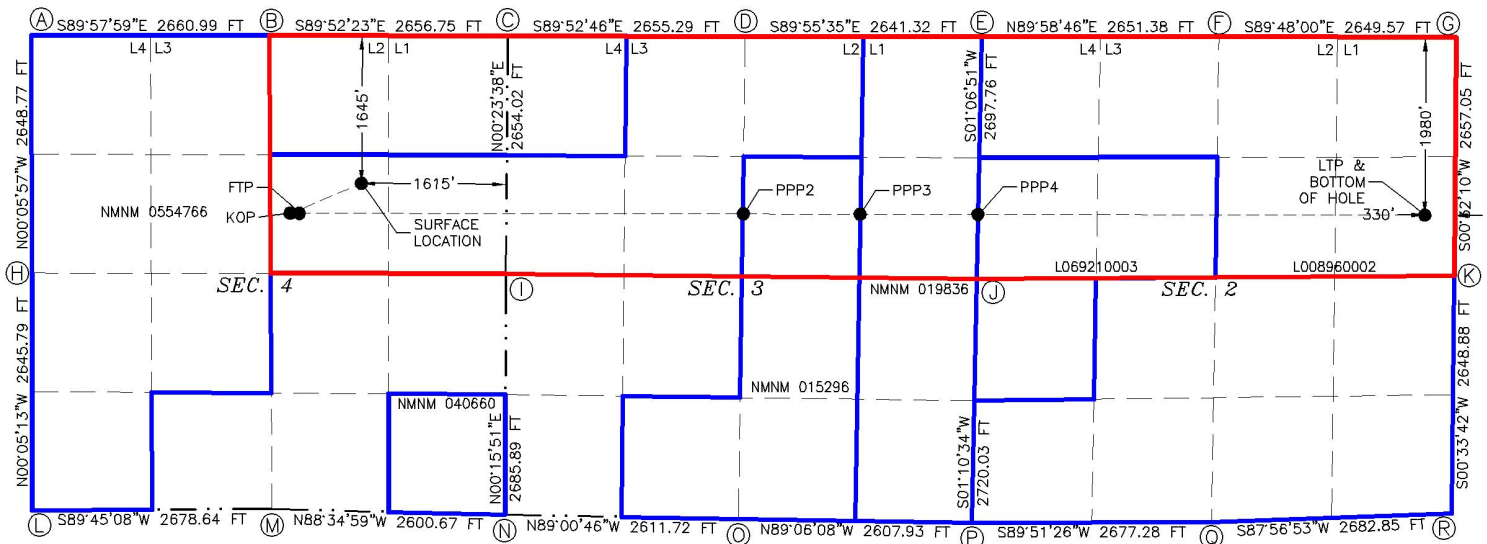 A B C D E F G
S89°57'59"E 2660.99 FT
S89°52'23"E 2656.75 FT
S89°52'46"E 2655.29 FT
S89°55'35"E 2641.32 FT
N89°58'46"E 2651.38 FT
S89°48'00"E 2649.57 FT
L4 L3
L2 L1
L4 L3
L2 L1
L4 L3
L2 L1
N00°05'57"W 2648.77 FT
1645'
N00°23'38"E
2654.02 FT
S01°06'51"W
2697.76 FT
1980'
2657.05 FT
FTP
KOP
NMNM 0554766
1615'
SURFACE
LOCATION
PPP2
PPP3
PPP4
LTP &
BOTTOM
OF HOLE
330'
L069210003
L008960002
H
SEC. 4
I
SEC. 3
NMNM 019836
J
SEC. 2
K
N00°05'13"W 2645.79 FT
NMNM 040660
N00°15'51"E
2685.89 FT
NMNM 015296
S01°10'34"W
2720.03 FT
S00°33'42"W 2648.88 FT
L M N O P Q R
S89°45'08"W 2678.64 FT
N88°34'59"W 2600.67 FT
N89°00'46"W 2611.72 FT
N89°06'08"W 2607.93 FT
S89°51'26"W 2677.28 FT
S87°56'53"W 2682.85 FT